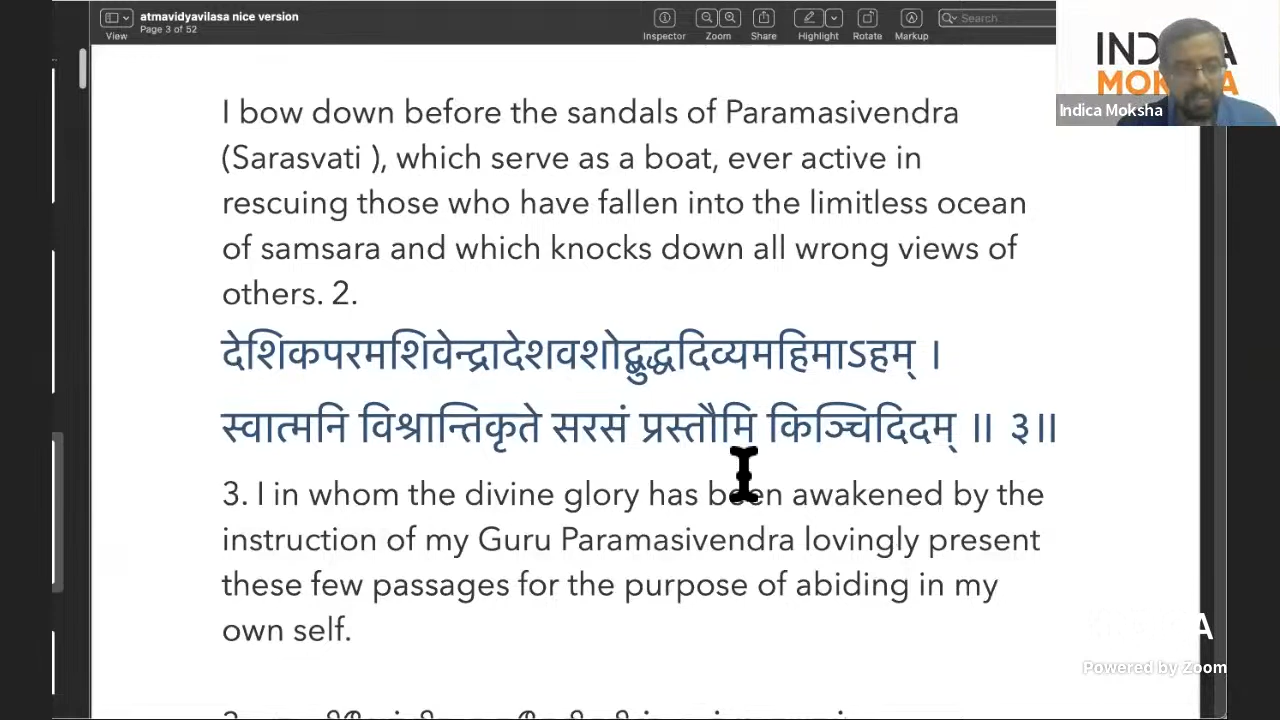 atmavidyavilasa nice version
Page 3 of 52
View
Inspector
Zoom
Share
Highlight
Rotate
Markup
Search
Indica Moksha
I bow down before the sandals of Paramasivendra
(Sarasvati ), which serve as a boat, ever active in
rescuing those who have fallen into the limitless ocean
of samsara and which knocks down all wrong views of
others. 2.
देशिकपरमशिवेन्द्रादेशवशोद्बुद्धदिव्यमहिमाऽहम् ।
स्वात्मनि विश्रान्तिकृते सरसं प्रस्तौमि किञ्चिदिदम् ॥ ३॥
3. I in whom the divine glory has been awakened by the
instruction of my Guru Paramasivendra lovingly present
these few passages for the purpose of abiding in my
own self.
Powered by Zoom